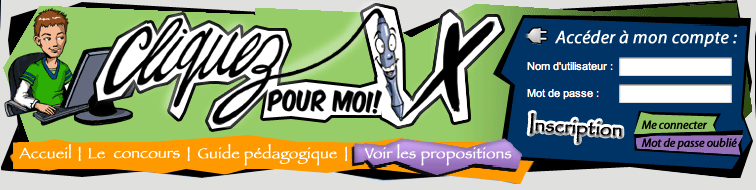 Cliquez
POUR MOI!
Accéder à mon compte :
Nom d'utilisateur :
Mot de passe :
Inscription
Me connecter
Mot de passe oublié
Accueil | Le concours | Guide pédagogique | Voir les propositions